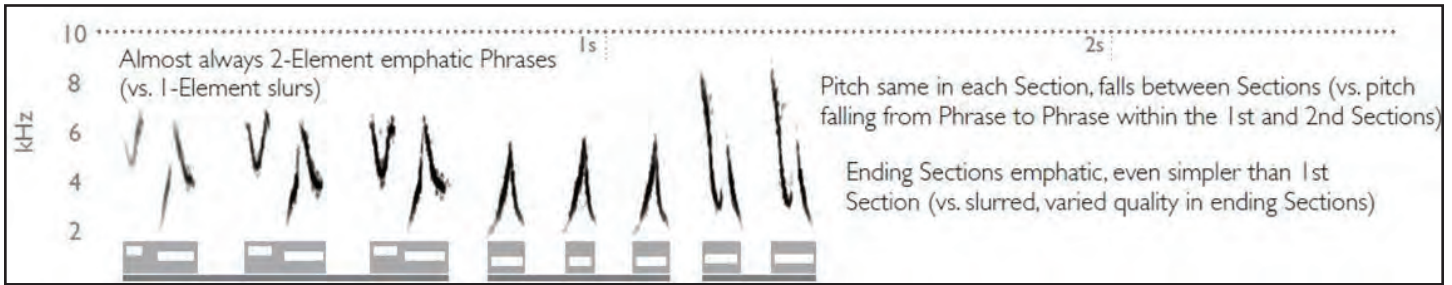 10
1s
2s
Almost always 2-Element emphatic Phrases
(vs. 1-Element slurs)
8
Pitch same in each Section, falls between Sections (vs. pitch
falling from Phrase to Phrase within the 1st and 2nd Sections)
kHz
6
4
Ending Sections emphatic, even simpler than 1st
Section (vs. slurred, varied quality in ending Sections)
2